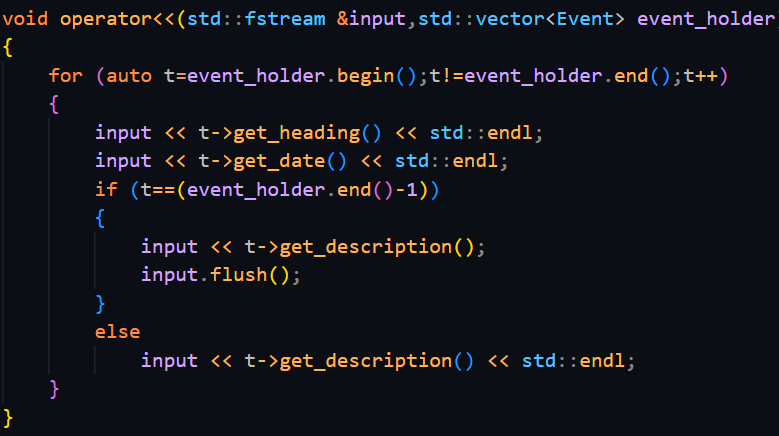 void operator<<(std::fstream &input,std::vector<Event> event_holder
{
for (auto t=event_holder.begin();t!=event_holder.end();t++)
{
input << t->get_heading() << std::endl;
input << t->get_date() << std::endl;
if (t==(event_holder.end()-1))
{
input << t->get_description();
input.flush();
}
else
input << t->get_description() << std::endl;
}
}